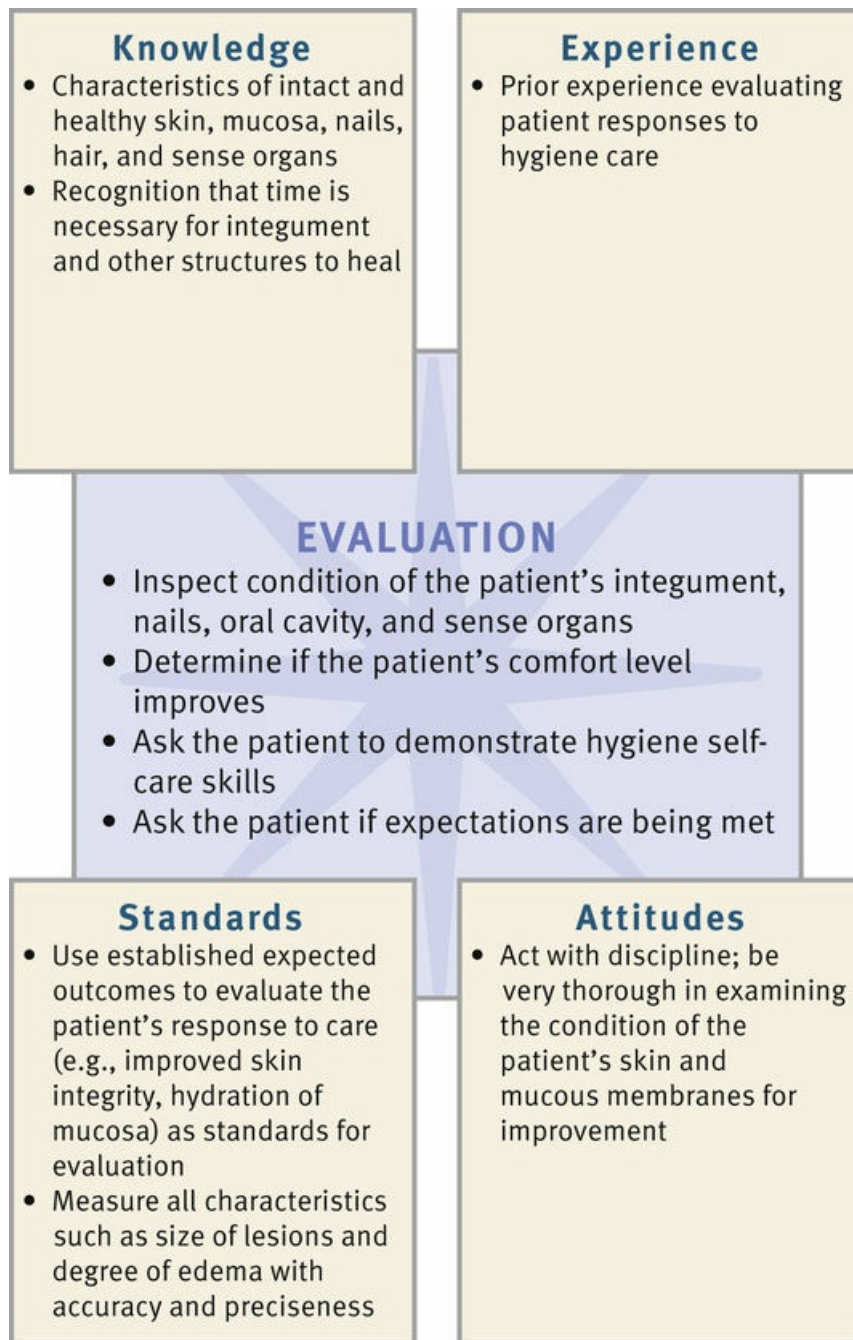 Knowledge
• Characteristics of intact and
healthy skin, mucosa, nails,
hair, and sense organs
• Recognition that time is
necessary for integument
and other structures to heal
Experience
• Prior experience evaluating
patient responses to
hygiene care
EVALUATION
• Inspect condition of the patient’s integument,
nails, oral cavity, and sense organs
• Determine if the patient’s comfort level
improves
• Ask the patient to demonstrate hygiene self-
care skills
• Ask the patient if expectations are being met
Standards
• Use established expected
outcomes to evaluate the
patient’s response to care
(e.g., improved skin
integrity, hydration of
mucosa) as standards for
evaluation
• Measure all characteristics
such as size of lesions and
degree of edema with
accuracy and preciseness
Attitudes
• Act with discipline; be
very thorough in examining
the condition of the
patient’s skin and
mucous membranes for
improvement